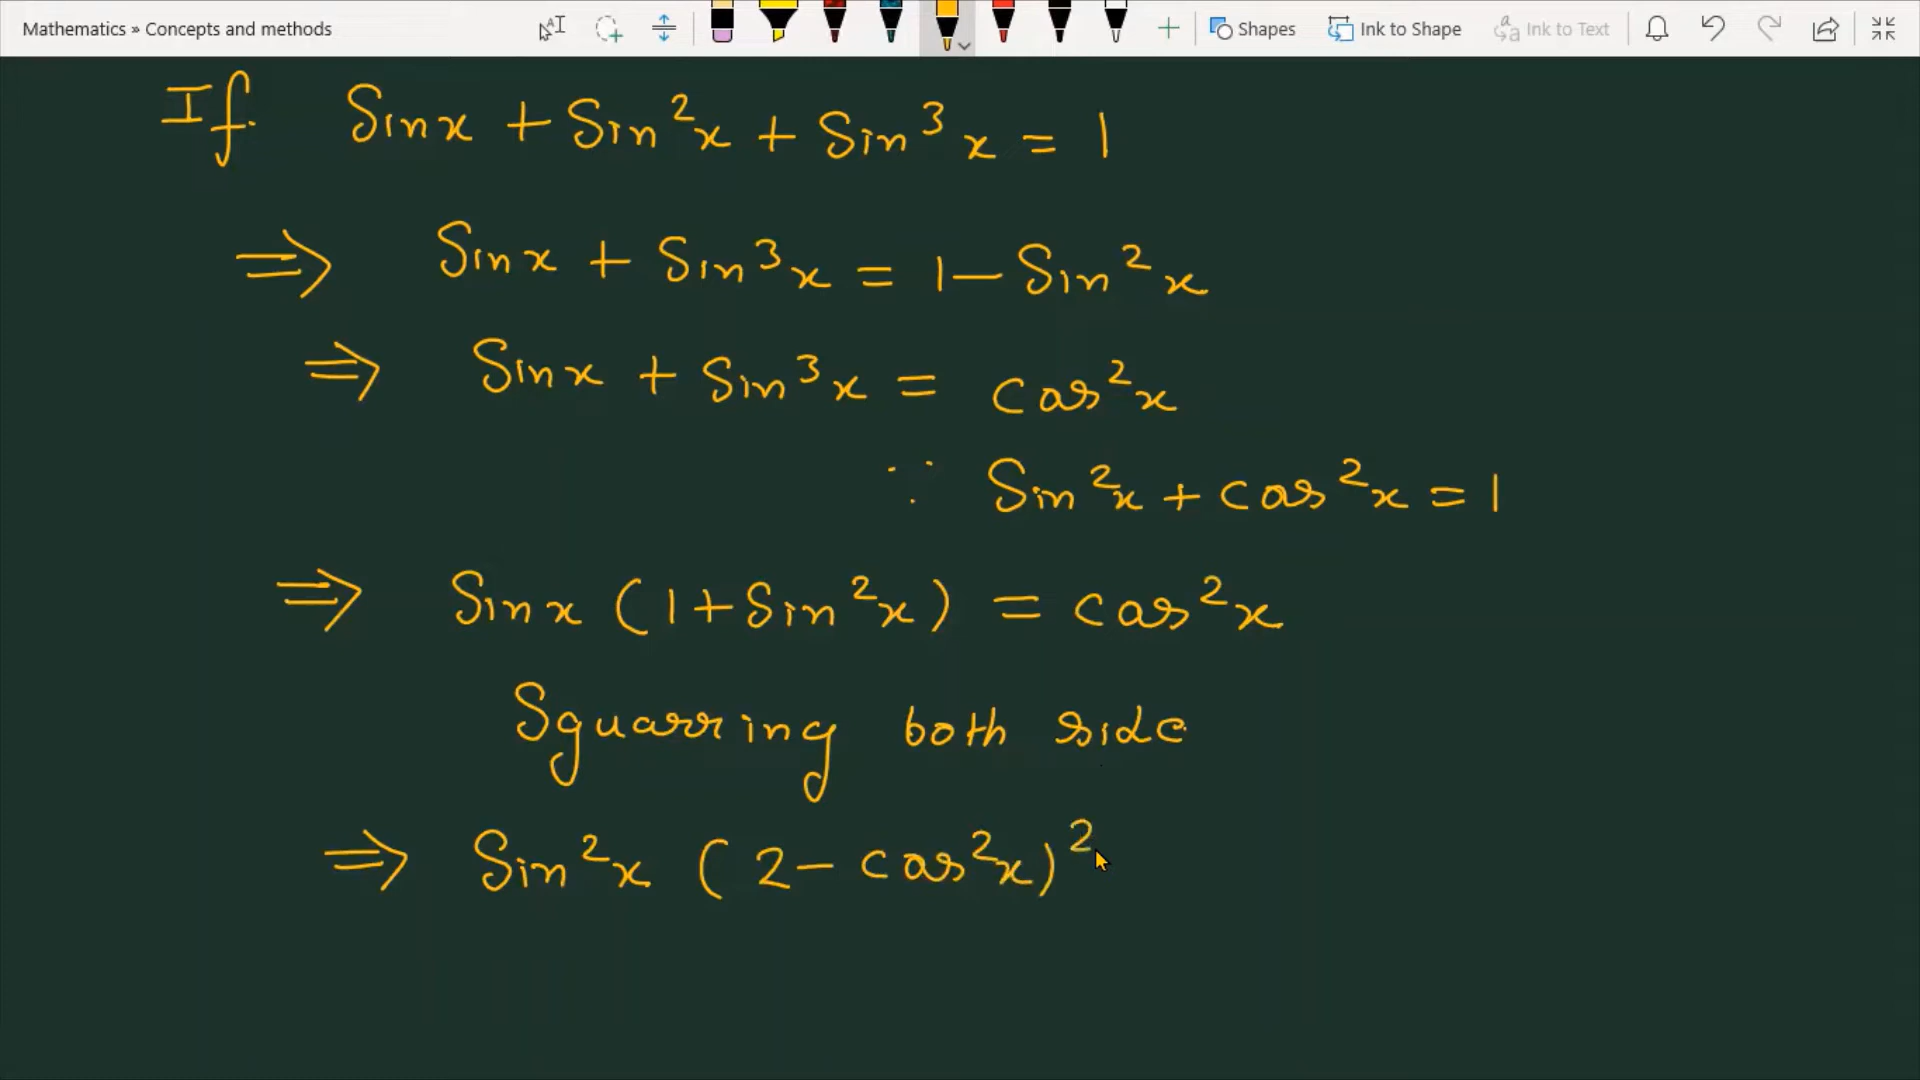 Mathematics » Concepts and methods Shapes Ink to Shape Ink to Text
If Sinx + Sin²x + Sin³x = 1
⇒ Sinx + Sin³x = 1 − Sin²x
⇒ Sinx + Sin³x = cos²x
∵ Sin²x + cos²x = 1
⇒ Sinx (1 + Sin²x) = cos²x
Squarring both side
⇒ Sin²x (2 − cos²x)²